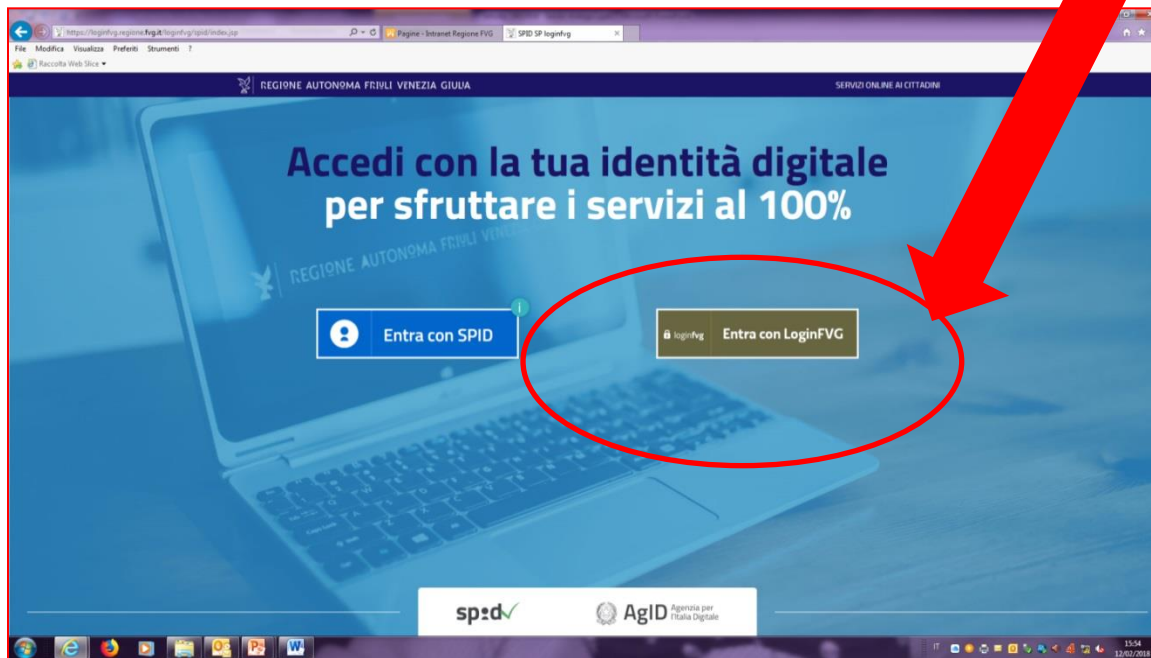 https://loginfvg.regione.fvg.it/loginfvg/spid/index.jsp
Pagine - Intranet Regione FVG
SPID SP loginfvg
File Modifica Visualizza Preferiti Strumenti ?
Raccolta Web Slice
REGIONE AUTONOMA FRIULI VENEZIA GIULIA
SERVIZI ONLINE AI CITTADINI
Accedi con la tua identità digitale
per sfruttare i servizi al 100%
REGIONE AUTONOMA FRIULI
i
Entra con SPID
loginfvg Entra con LoginFVG
spid
AgID Agenzia per
l'Italia Digitale
IT
15:54
12/02/2018